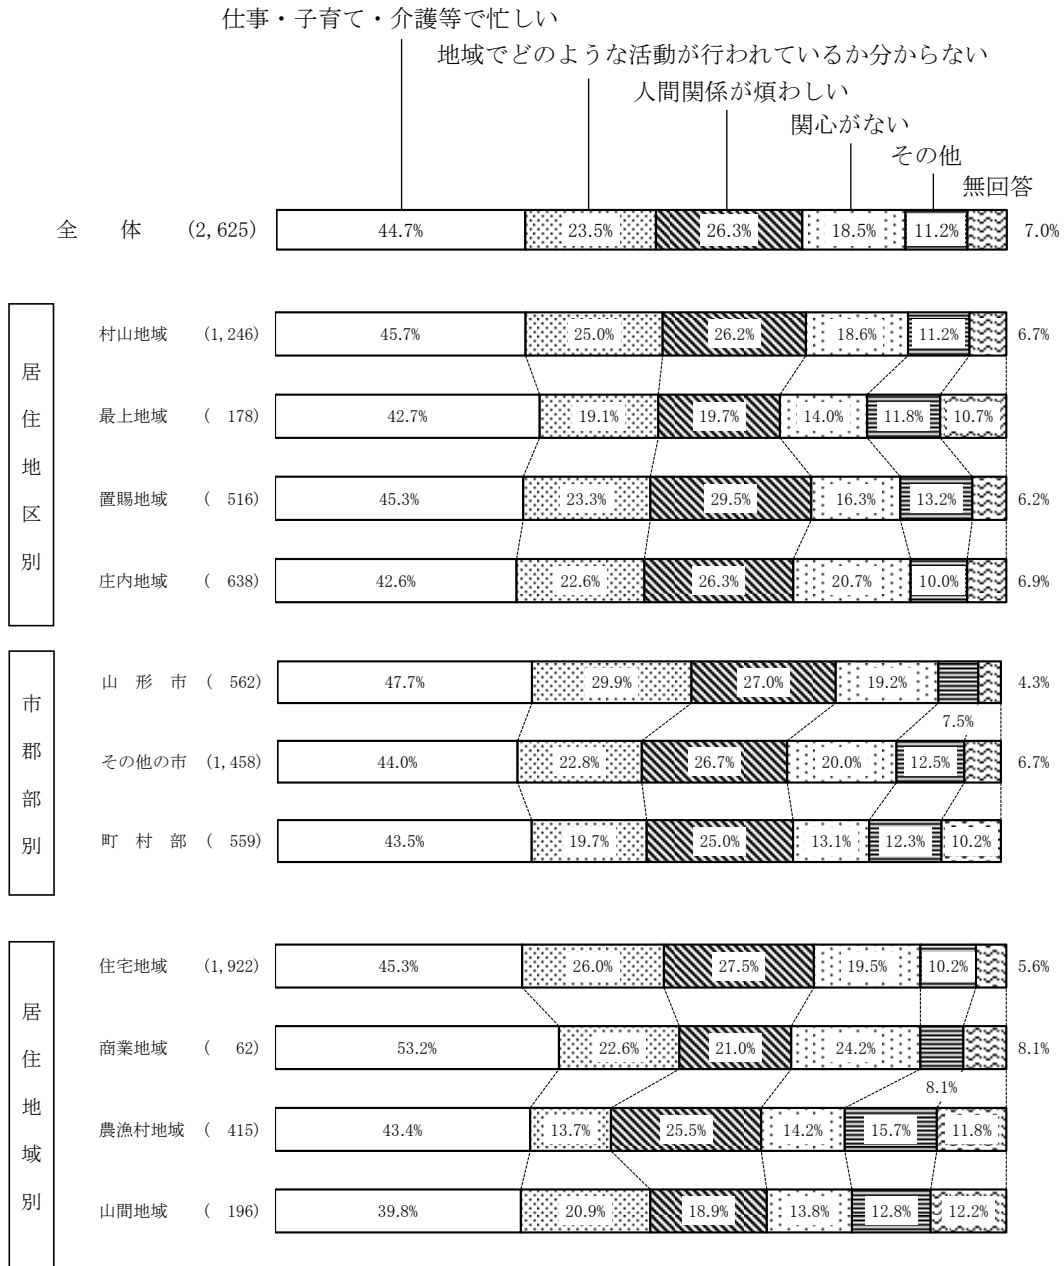 仕事・子育て・介護等で忙しい
地域でどのような活動が行われているか分からない
人間関係が煩わしい
関心がない
その他
無回答
全 体 (2,625) 44.7% 23.5% 26.3% 18.5% 11.2% 7.0%
居住地区別
村山地域 (1,246) 45.7% 25.0% 26.2% 18.6% 11.2% 6.7%
最上地域 ( 178) 42.7% 19.1% 19.7% 14.0% 11.8% 10.7%
置賜地域 ( 516) 45.3% 23.3% 29.5% 16.3% 13.2% 6.2%
庄内地域 ( 638) 42.6% 22.6% 26.3% 20.7% 10.0% 6.9%
市郡部別
山 形 市 ( 562) 47.7% 29.9% 27.0% 19.2% 4.3%
7.5%
その他の市 (1,458) 44.0% 22.8% 26.7% 20.0% 12.5% 6.7%
町 村 部 ( 559) 43.5% 19.7% 25.0% 13.1% 12.3% 10.2%
居住地域別
住宅地域 (1,922) 45.3% 26.0% 27.5% 19.5% 10.2% 5.6%
商業地域 ( 62) 53.2% 22.6% 21.0% 24.2% 8.1%
8.1%
農漁村地域 ( 415) 43.4% 13.7% 25.5% 14.2% 15.7% 11.8%
山間地域 ( 196) 39.8% 20.9% 18.9% 13.8% 12.8% 12.2%